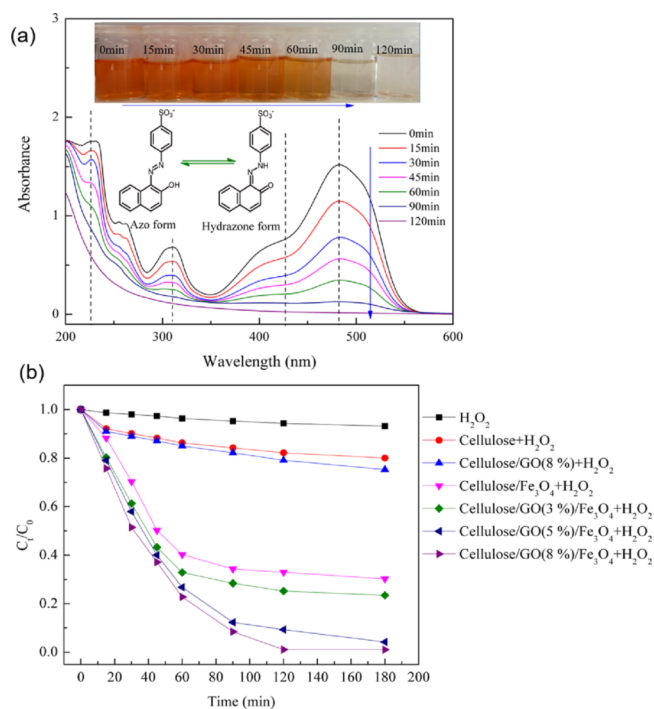 (a)
3
2
1
0
Absorbance
0min 15min 30min 45min 60min 90min 120min
SO₃⁻
SO₃⁻
N
N
OH
NH
N
O
Azo form
Hydrazone form
0min
15min
30min
45min
60min
90min
120min
200 300 400 500 600
Wavelength (nm)
(b)
1.0
0.8
0.6
0.4
0.2
0.0
Cₜ/C₀
H₂O₂
Cellulose+H₂O₂
Cellulose/GO(8 %)+H₂O₂
Cellulose/Fe₃O₄+H₂O₂
Cellulose/GO(3 %)/Fe₃O₄+H₂O₂
Cellulose/GO(5 %)/Fe₃O₄+H₂O₂
Cellulose/GO(8 %)/Fe₃O₄+H₂O₂
0 20 40 60 80 100 120 140 160 180 200
Time (min)